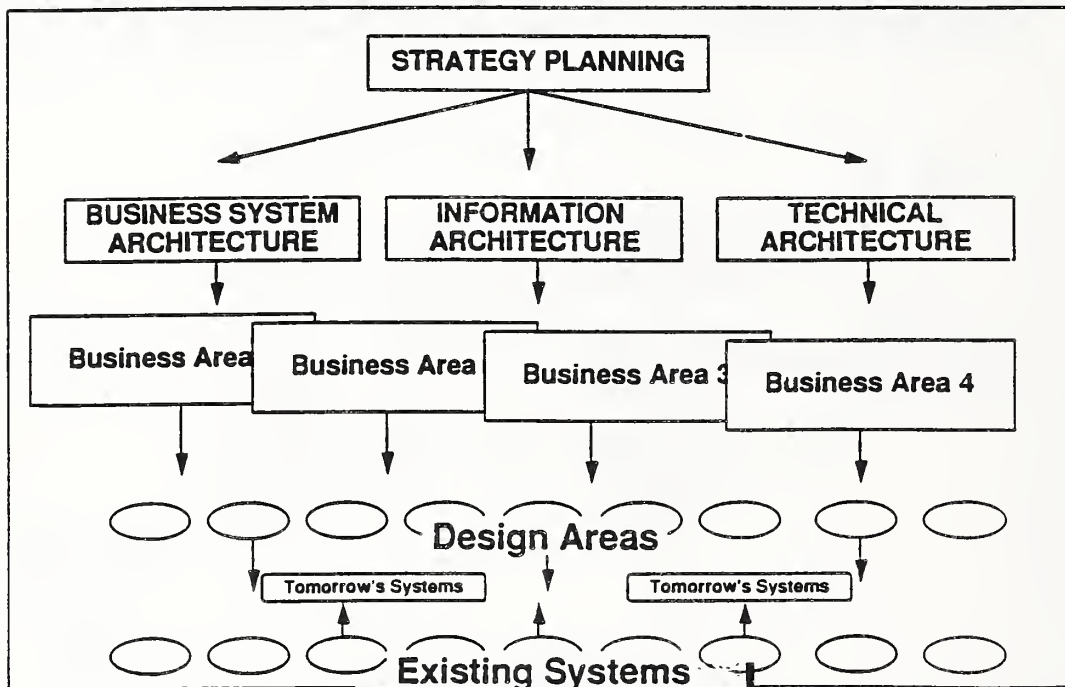 STRATEGY PLANNING
BUSINESS SYSTEM
ARCHITECTURE
INFORMATION
ARCHITECTURE
TECHNICAL
ARCHITECTURE
Business Area
Business Area
Business Area 3
Business Area 4
Design Areas
Tomorrow's Systems
Tomorrow's Systems
Existing Systems